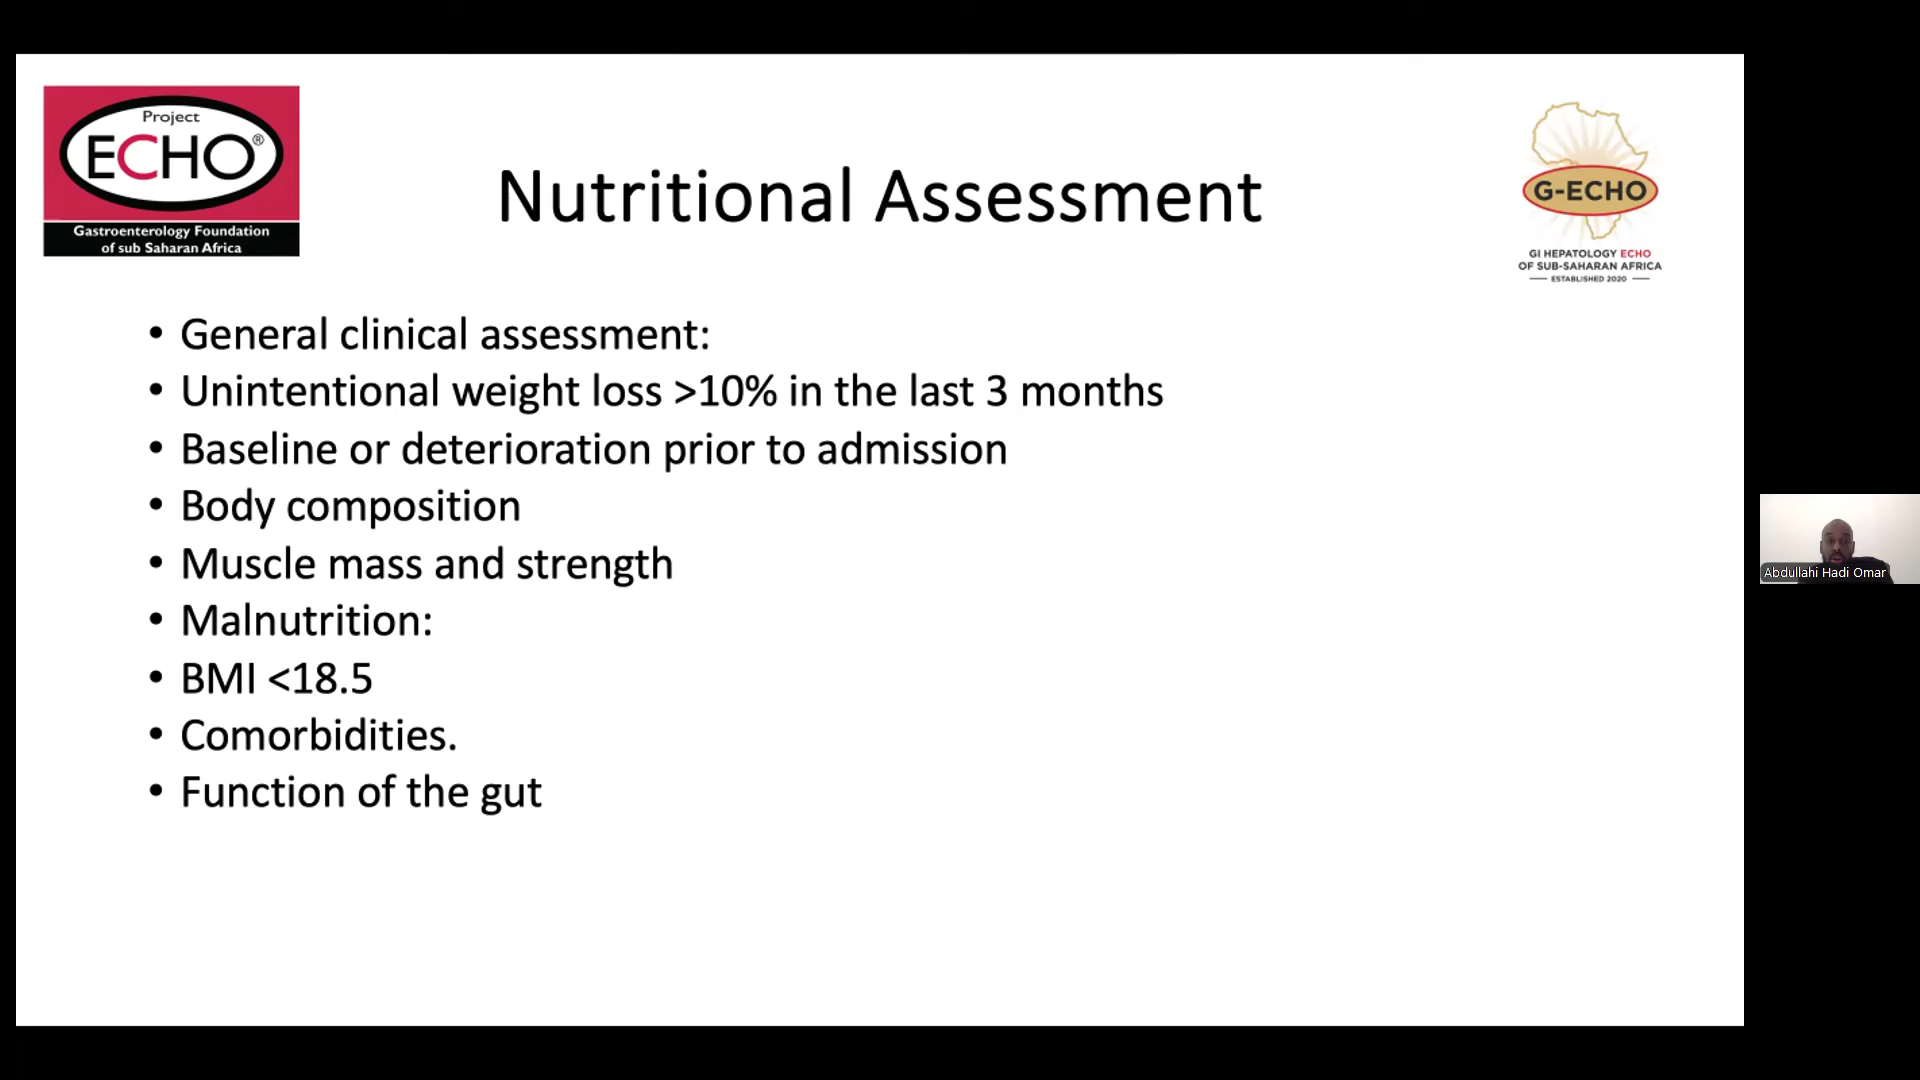 Project
ECHO®
Gastroenterology Foundation
of sub Saharan Africa
Nutritional Assessment
G-ECHO
GI HEPATOLOGY ECHO
OF SUB-SAHARAN AFRICA
ESTABLISHED 2020
• General clinical assessment:
• Unintentional weight loss >10% in the last 3 months
• Baseline or deterioration prior to admission
• Body composition
• Muscle mass and strength
• Malnutrition:
• BMI <18.5
• Comorbidities.
• Function of the gut
Abdullahi Hadi Omar